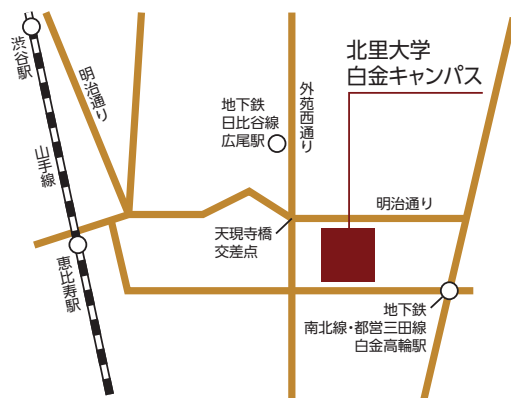 渋谷駅
明治通り
山手線
恵比寿駅
地下鉄
日比谷線
広尾駅
外苑西通り
北里大学
白金キャンパス
明治通り
天現寺橋
交差点
地下鉄
南北線・都営三田線
白金高輪駅